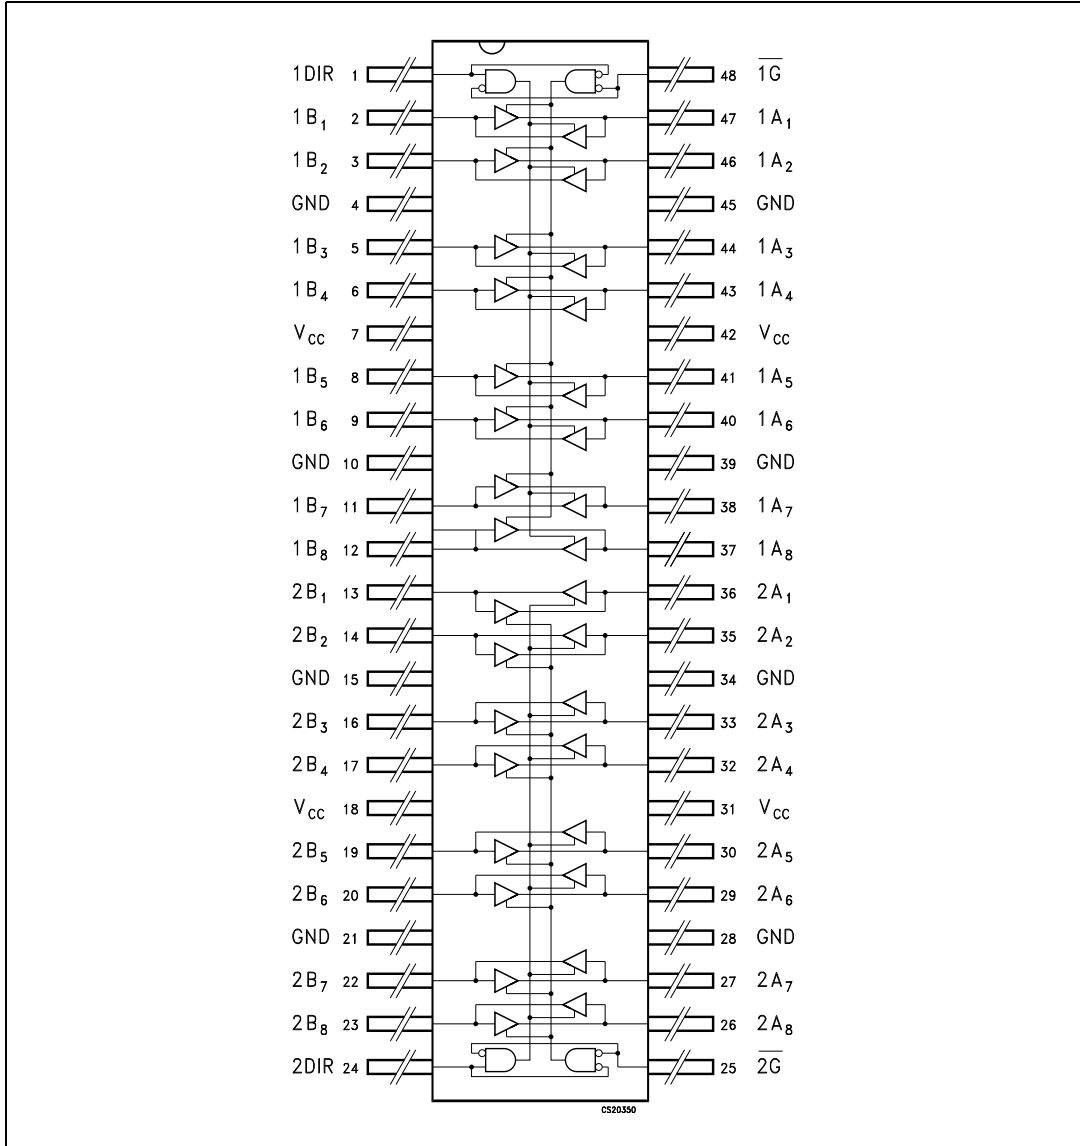 1DIR 1 48 1G
1B1 2 47 1A1
1B2 3 46 1A2
GND 4 45 GND
1B3 5 44 1A3
1B4 6 43 1A4
VCC 7 42 VCC
1B5 8 41 1A5
1B6 9 40 1A6
GND 10 39 GND
1B7 11 38 1A7
1B8 12 37 1A8
2B1 13 36 2A1
2B2 14 35 2A2
GND 15 34 GND
2B3 16 33 2A3
2B4 17 32 2A4
VCC 18 31 VCC
2B5 19 30 2A5
2B6 20 29 2A6
GND 21 28 GND
2B7 22 27 2A7
2B8 23 26 2A8
2DIR 24 25 2G
CS20350